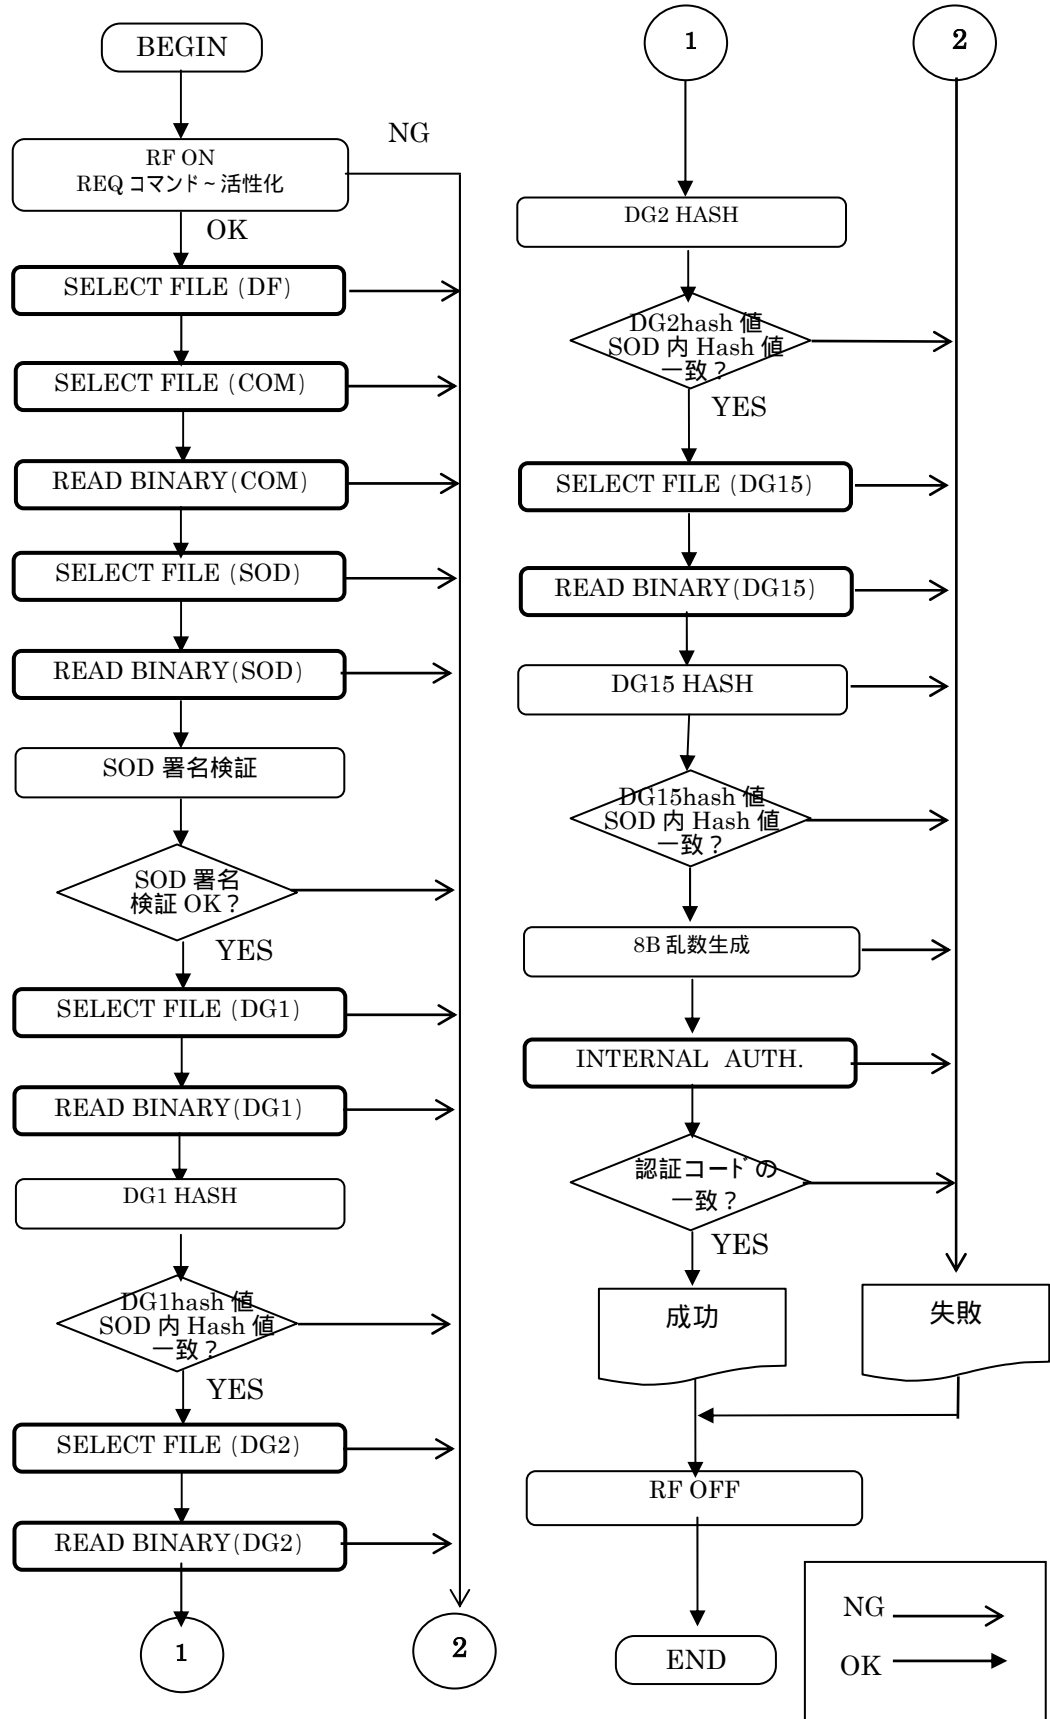 BEGIN
NG
RF ON
REQ コマンド~活性化
OK
SELECT FILE (DF)
SELECT FILE (COM)
READ BINARY(COM)
SELECT FILE (SOD)
READ BINARY(SOD)
SOD 署名検証
SOD 署名
検証 OK？
YES
SELECT FILE (DG1)
READ BINARY(DG1)
DG1 HASH
DG1hash 値
SOD 内 Hash 値
一致？
YES
SELECT FILE (DG2)
READ BINARY(DG2)
1
2
1
2
DG2 HASH
DG2hash 値
SOD 内 Hash 値
一致？
YES
SELECT FILE (DG15)
READ BINARY(DG15)
DG15 HASH
DG15hash 値
SOD 内 Hash 値
一致？
8B 乱数生成
INTERNAL AUTH.
認証コードの
一致？
YES
成功
失敗
RF OFF
END
NG
OK